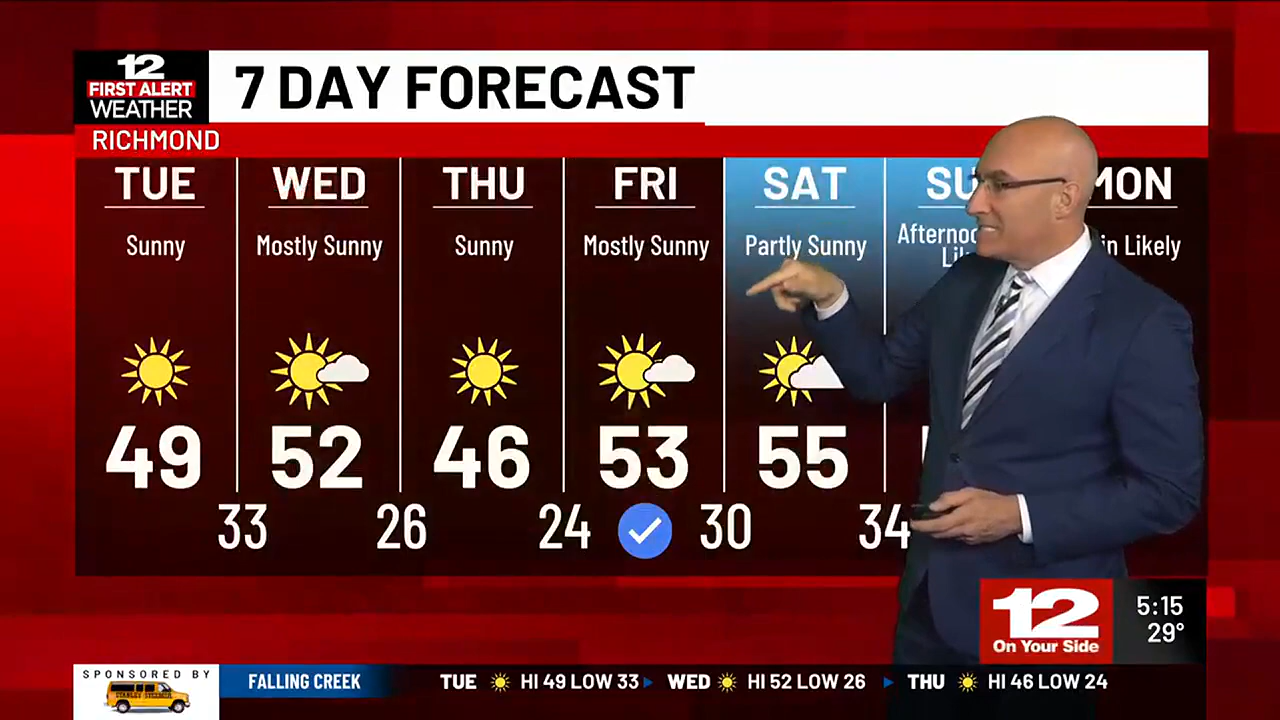 12
FIRST ALERT
WEATHER
7 DAY FORECAST
RICHMOND
TUE WED THU FRI SAT
Sunny Mostly Sunny Sunny Mostly Sunny Partly Sunny in Likely
49 52 46 53 55
33 26 24 30 34
12
On Your Side
5:15
29°
SPONSORED BY
STANLEY STEEMER
FALLING CREEK
TUE HI 49 LOW 33 WED HI 52 LOW 26 THU HI 46 LOW 24